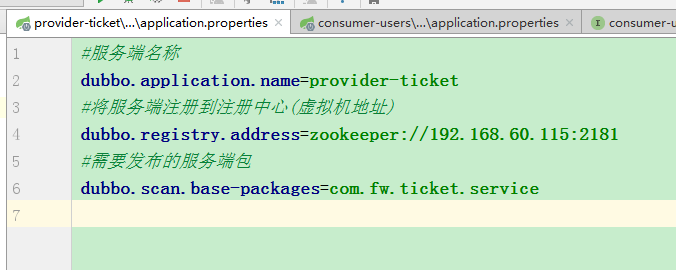 provider-ticket\...\application.properties
consumer-users\...\application.properties
consumer-u
1 #服务端名称
2 dubbo.application.name=provider-ticket
3 #将服务端注册到注册中心(虚拟机地址)
4 dubbo.registry.address=zookeeper://192.168.60.115:2181
5 #需要发布的服务端包
6 dubbo.scan.base-packages=com.fw.ticket.service
7